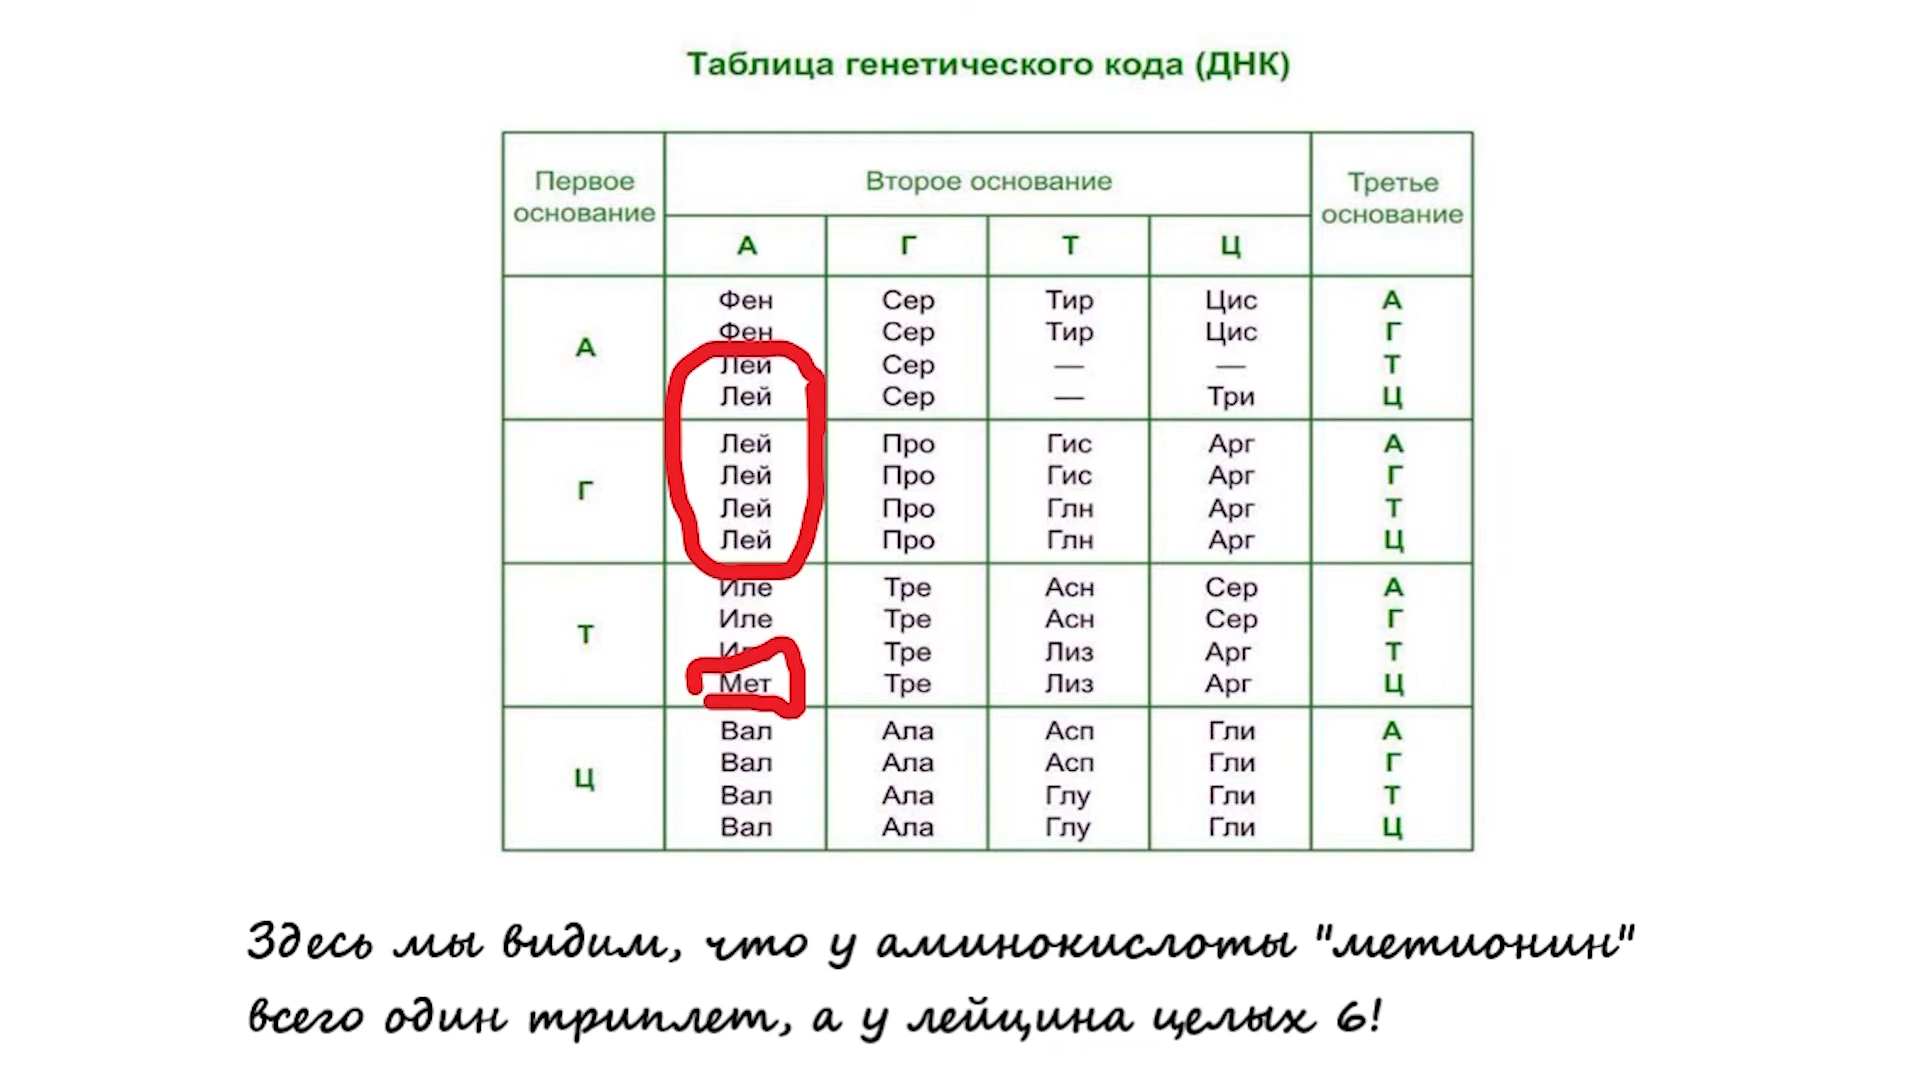 Таблица генетического кода (ДНК)
Первое основание Второе основание Третье основание
А Г Т Ц
А
Фен Сер Тир Цис А
Фен Сер Тир Цис Г
Лей Сер — — Т
Лей Сер — Три Ц
Г
Лей Про Гис Арг А
Лей Про Гис Арг Г
Лей Про Глн Арг Т
Лей Про Глн Арг Ц
Т
Иле Тре Асн Сер А
Иле Тре Асн Сер Г
Тре Лиз Арг Т
Мет Тре Лиз Арг Ц
Ц
Вал Ала Асп Гли А
Вал Ала Асп Гли Г
Вал Ала Глу Гли Т
Вал Ала Глу Гли Ц
Здесь мы видим, что у аминокислоты "метионин"
всего один триплет, а у лейцина целых 6!